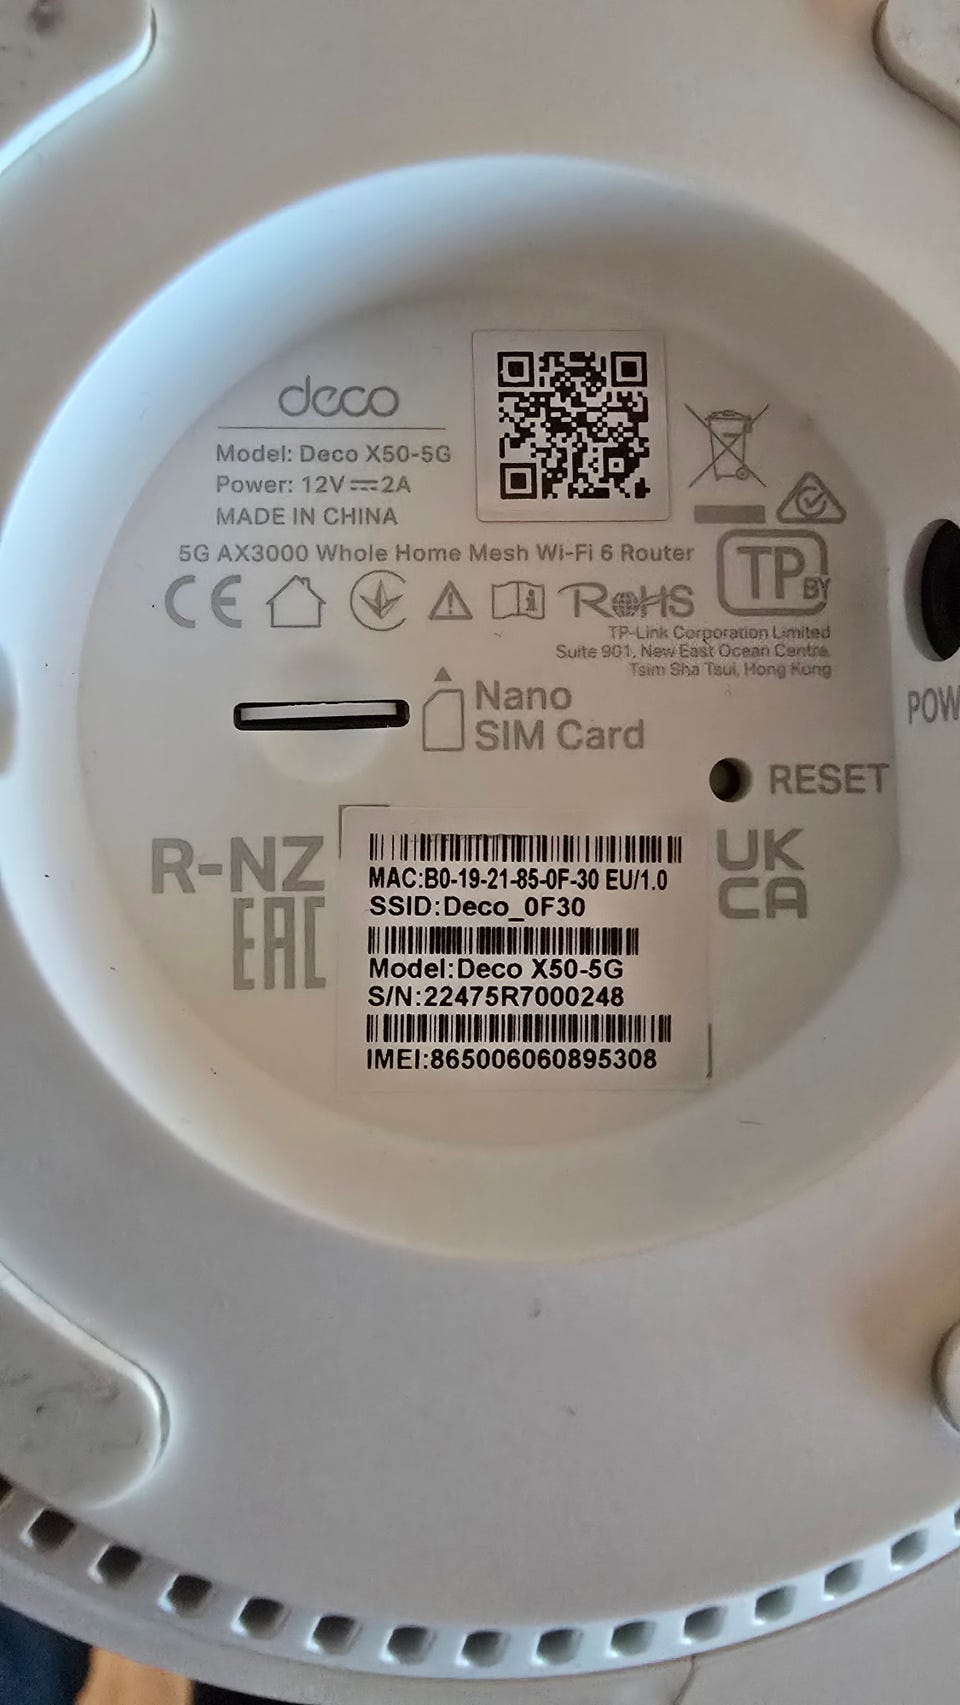 deco
Model: Deco X50-5G
Power: 12V⎓2A
MADE IN CHINA
5G AX3000 Whole Home Mesh Wi-Fi 6 Router
CE
i
RoHS
TP BY
TP-Link Corporation Limited
Suite 901, New East Ocean Centre,
Tsim Sha Tsui, Hong Kong
Nano
SIM Card
POW
RESET
R-NZ
EAC
UK
CA
MAC:B0-19-21-85-0F-30 EU/1.0
SSID:Deco_0F30
Model:Deco X50-5G
S/N:22475R7000248
IMEI:865006060895308